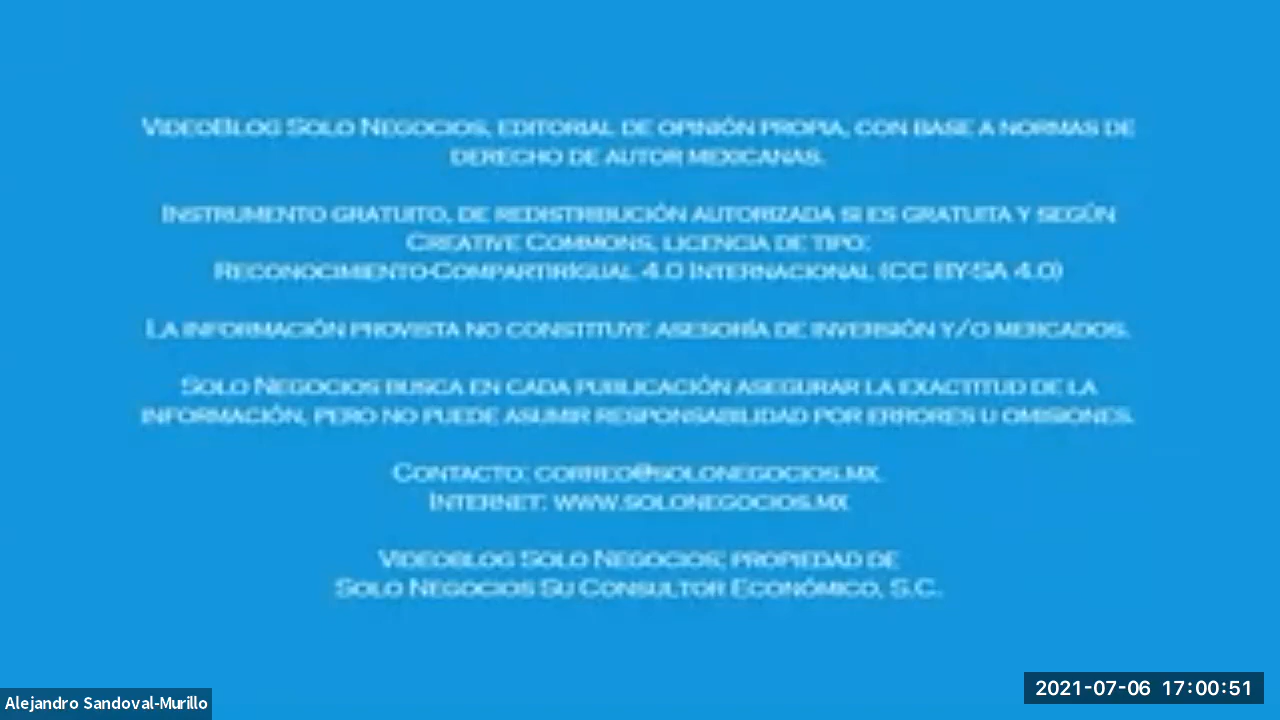 VideoBlog Solo Negocios, editorial de opinión propia, con base a normas de
derecho de autor mexicanas.
Instrumento gratuito, de redistribución autorizada si es gratuita y según
Creative Commons, licencia de tipo:
Reconocimiento-CompartirIgual 4.0 Internacional (CC BY-SA 4.0)
La información provista no constituye asesoría de inversión y/o mercados.
Solo Negocios busca en cada publicación asegurar la exactitud de la
información, pero no puede asumir responsabilidad por errores u omisiones.
Contacto: correo@solonegocios.mx
Internet: www.solonegocios.mx
Videoblog Solo Negocios; propiedad de
Solo Negocios Su Consultor Económico, S.C.
Alejandro Sandoval-Murillo
2021-07-06 17:00:51